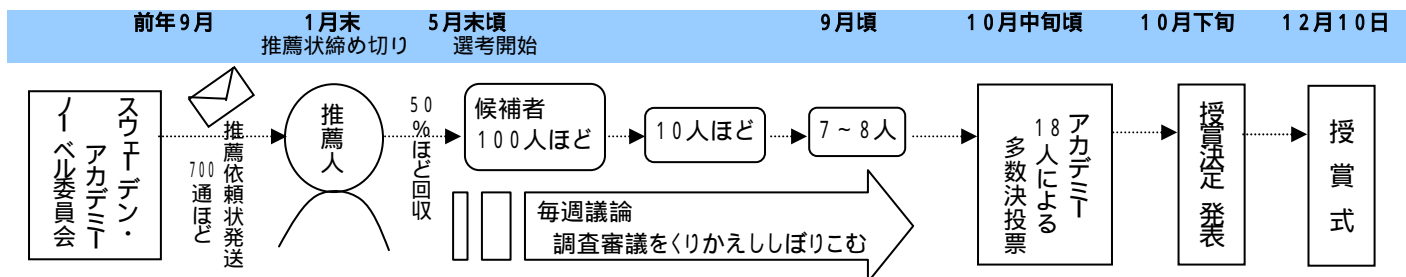 前年9月
1月末
推薦状締め切り
5月末頃
選考開始
9月頃
10月中旬頃
10月下旬
12月10日
スウェーデン・
アカデミー
ノーベル委員会
推薦依頼状発送
700通ほど
推薦人
50%ほど回収
候補者
100人ほど
10人ほど
7~8人
毎週議論
調査審議をくりかえししぼりこむ
アカデミー
18人による
多数決投票
授賞決定 発表
授賞式